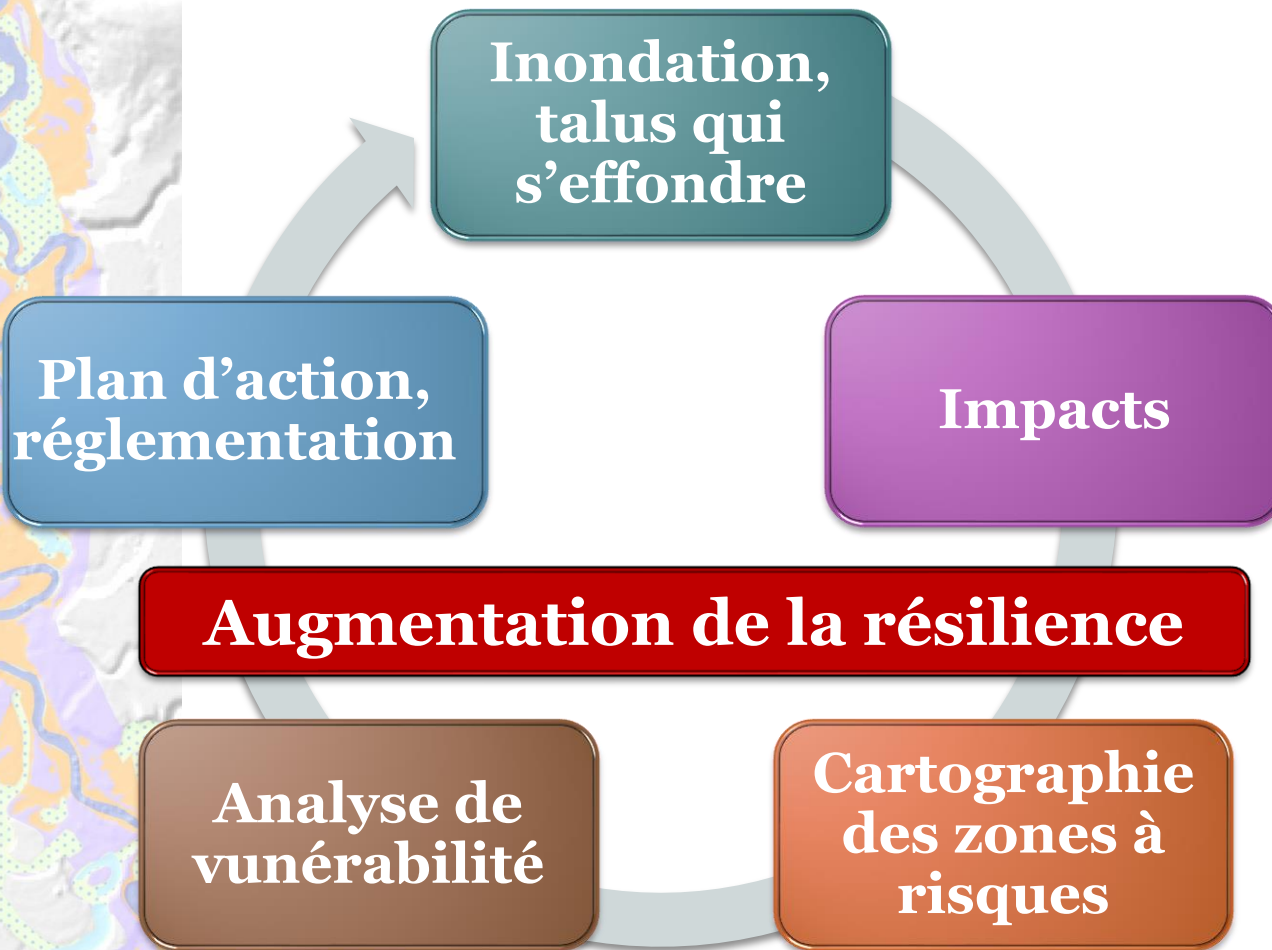 Inondation,
talus qui
s’effondre
Impacts
Cartographie
des zones à
risques
Analyse de
vunérabilité
Plan d’action,
réglementation
Augmentation de la résilience